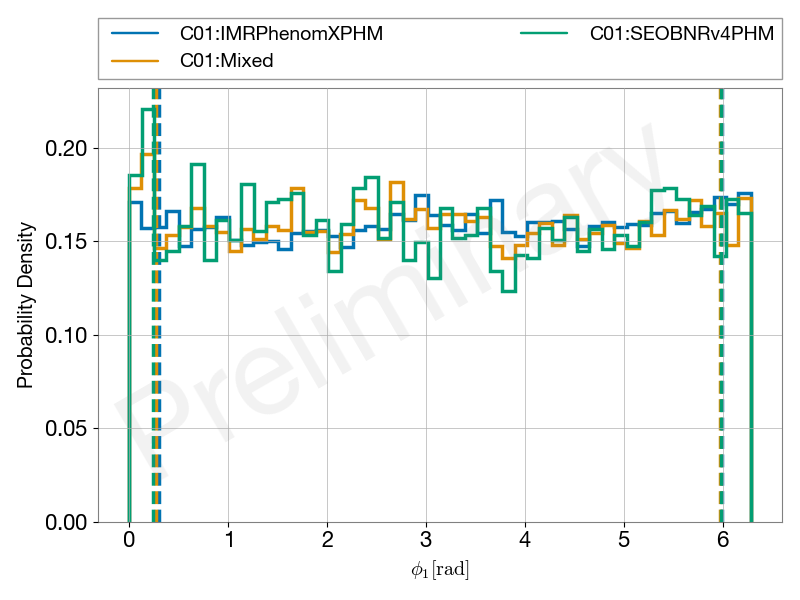 C01:IMRPhenomXPHM
C01:Mixed
C01:SEOBNRv4PHM
Probability Density
0.20
0.15
0.10
0.05
0.00
Preliminary
0 1 2 3 4 5 6
ϕ₁[rad]